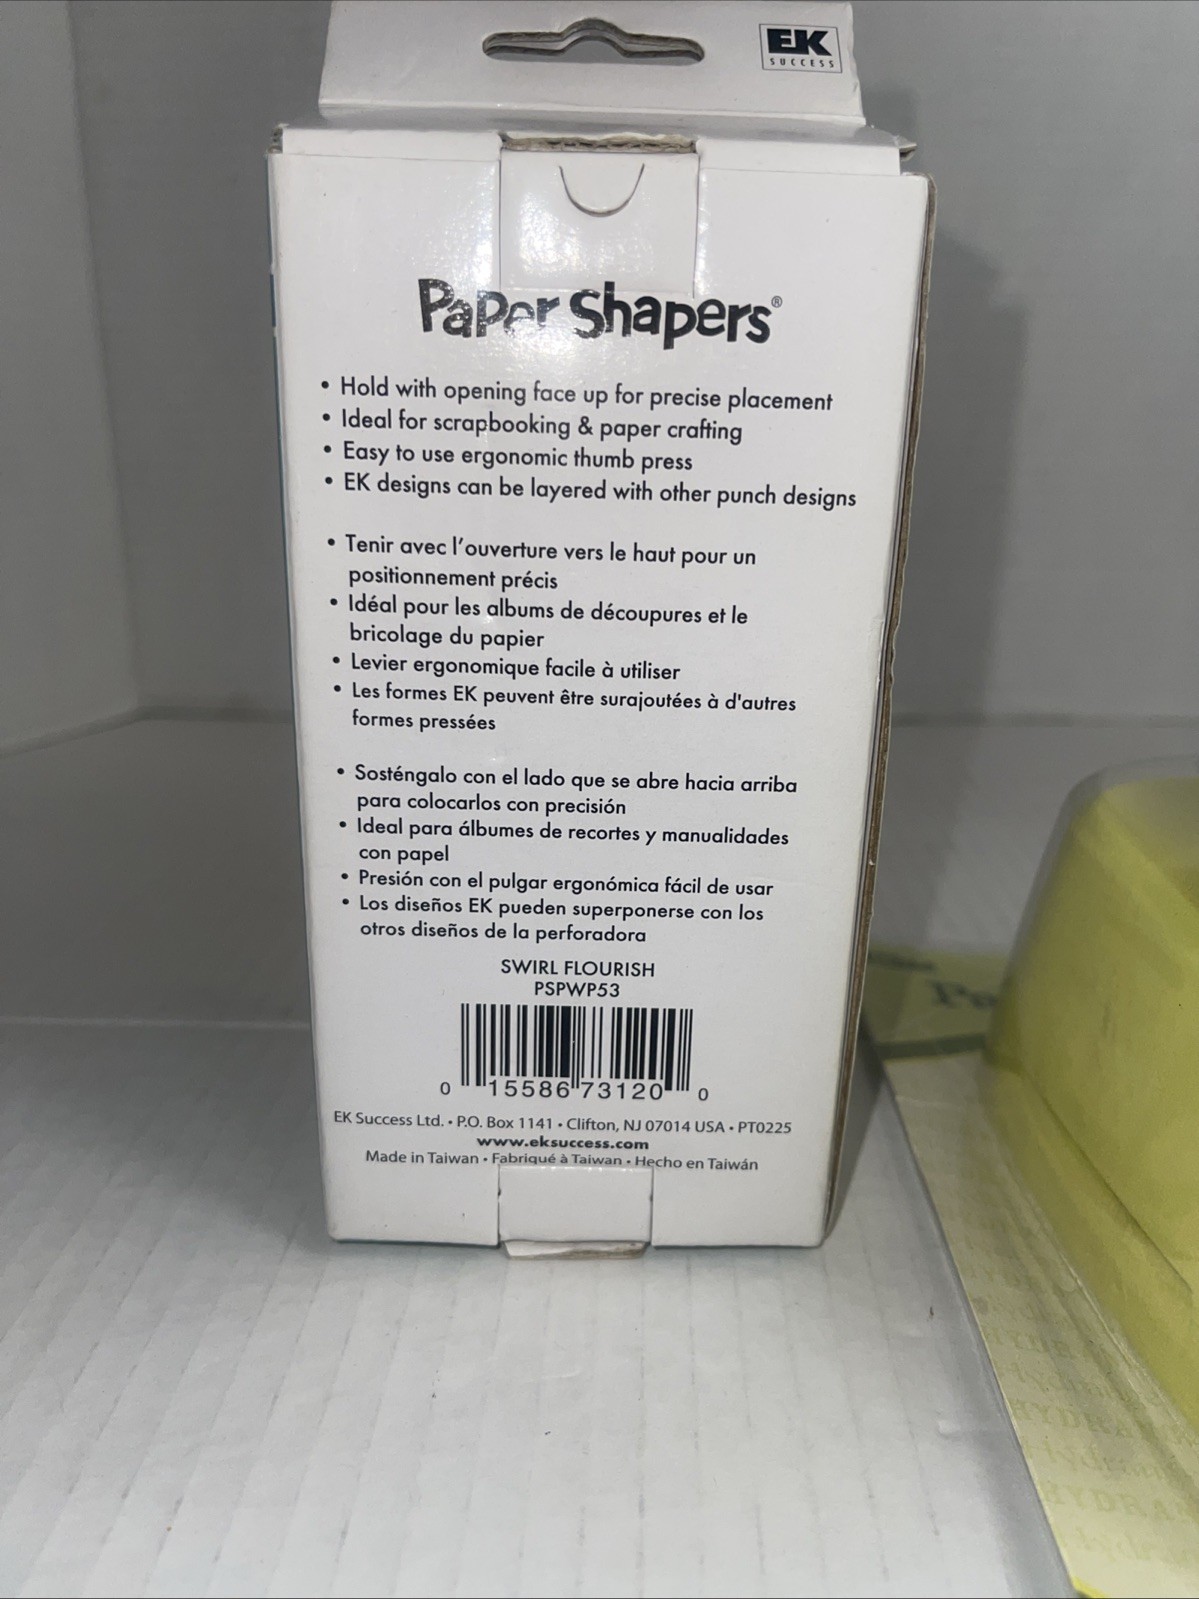 EK
SUCCESS
Paper Shapers®
• Hold with opening face up for precise placement
• Ideal for scrapbooking & paper crafting
• Easy to use ergonomic thumb press
• EK designs can be layered with other punch designs
• Tenir avec l'ouverture vers le haut pour un
positionnement précis
• Idéal pour les albums de découpures et le
bricolage du papier
• Levier ergonomique facile à utiliser
• Les formes EK peuvent être surajoutées à d'autres
formes pressées
• Sosténgalo con el lado que se abre hacia arriba
para colocarlos con precisión
• Ideal para álbumes de recortes y manualidades
con papel
• Presión con el pulgar ergonómica fácil de usar
• Los diseños EK pueden superponerse con los
otros diseños de la perforadora
SWIRL FLOURISH
PSPWP53
0 15586 73120 0
EK Success Ltd. • P.O. Box 1141 • Clifton, NJ 07014 USA • PT0225
www.eksuccess.com
Made in Taiwan • Fabriqué à Taiwan • Hecho en Taiwán